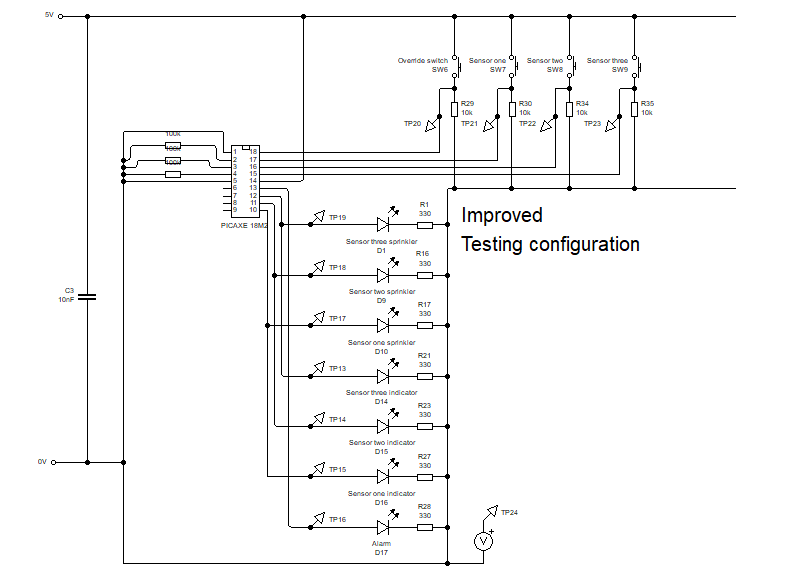 5V
Override switch
SW6
Sensor one
SW7
Sensor two
SW8
Sensor three
SW9
R29
10k
R30
10k
R34
10k
R35
10k
TP20
TP21
TP22
TP23
100k
100k
100k
1
2
3
4
5
6
7
8
9
18
17
16
15
14
13
12
11
10
PICAXE 18M2
Improved
Testing configuration
TP19
R1
330
Sensor three sprinkler
D1
TP18
R16
330
Sensor two sprinkler
D9
TP17
R17
330
Sensor one sprinkler
D10
TP13
R21
330
Sensor three indicator
D14
TP14
R23
330
Sensor two indicator
D15
TP15
R27
330
Sensor one indicator
D16
TP16
R28
330
Alarm
D17
C3
10nF
0V
TP24
+
V